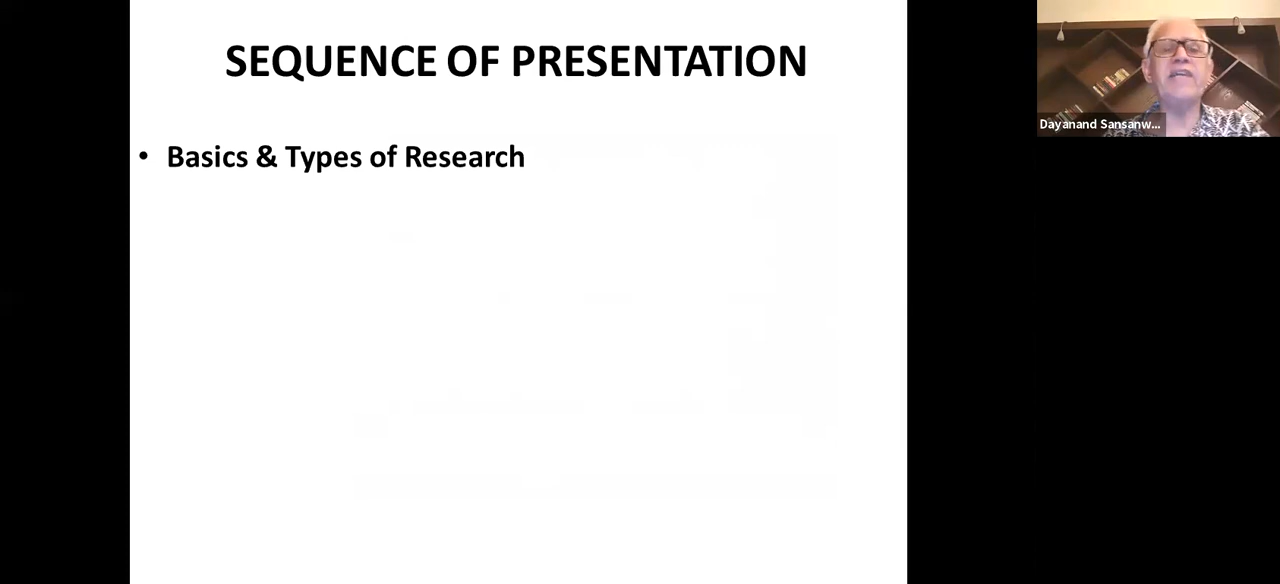 SEQUENCE OF PRESENTATION
• Basics & Types of Research
Dayanand Sansanw...